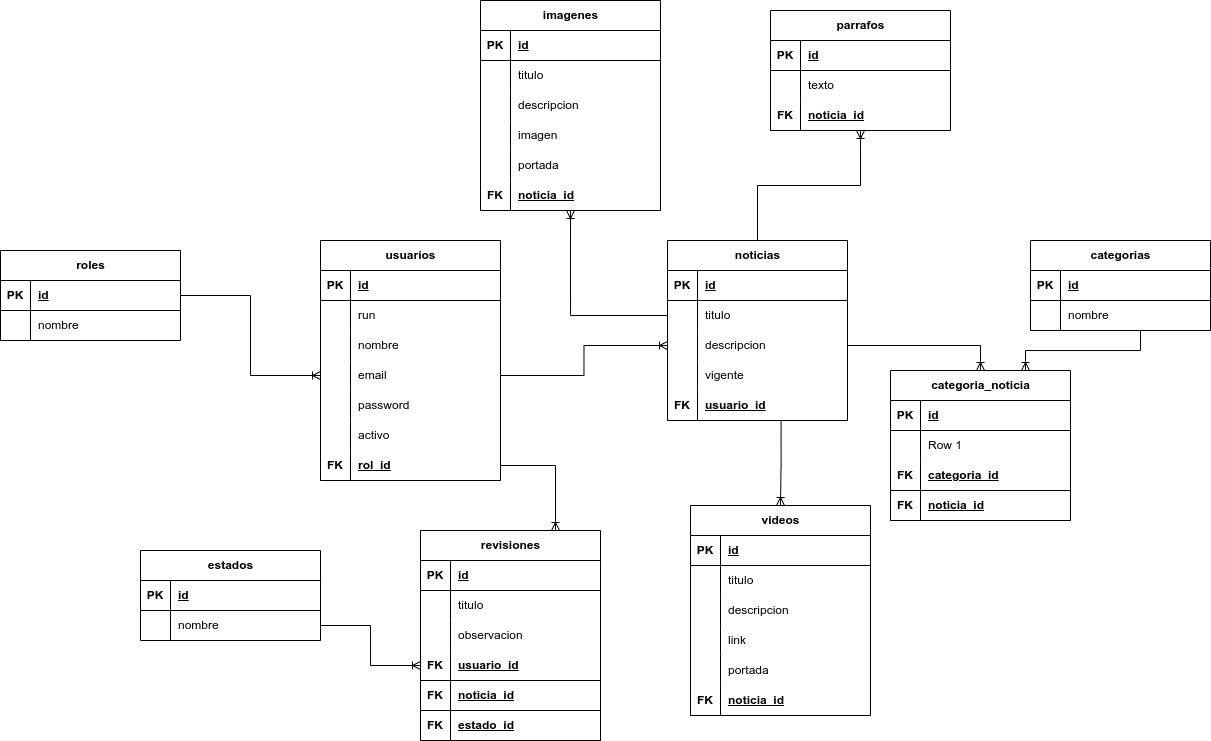 imagenes
PK id
titulo
descripcion
imagen
portada
FK noticia_id
parrafos
PK id
texto
FK noticia_id
roles
PK id
nombre
usuarios
PK id
run
nombre
email
password
activo
FK rol_id
noticias
PK id
titulo
descripcion
vigente
FK usuario_id
categorias
PK id
nombre
categoria_noticia
PK id
Row 1
FK categoria_id
FK noticia_id
estados
PK id
nombre
revisiones
PK id
titulo
observacion
FK usuario_id
FK noticia_id
FK estado_id
videos
PK id
titulo
descripcion
link
portada
FK noticia_id